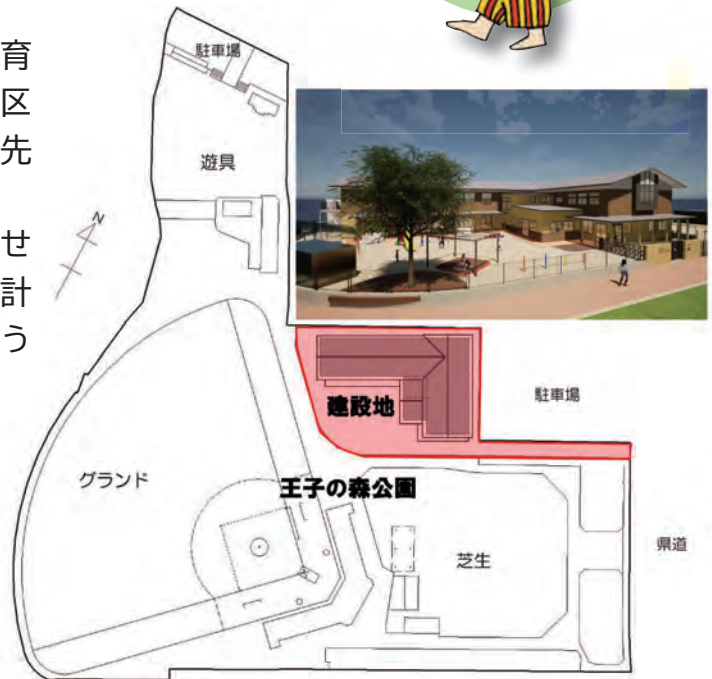 育
区
先
せ
計
う
駐車場
遊具
N
建設地
駐車場
グランド
王子の森公園
芝生
県道